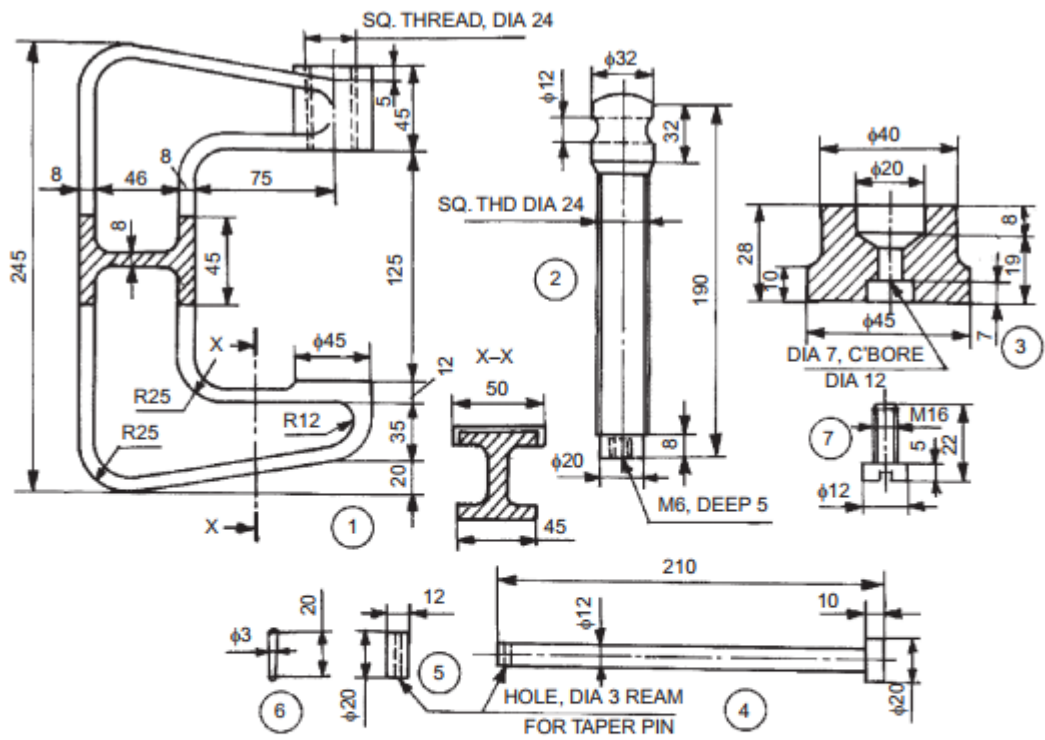 SQ. THREAD, DIA 24
5
45
8
46
8
75
8
45
245
125
X
X
R25
R25
R12
ϕ45
12
35
20
1
X–X
50
45
ϕ32
ϕ12
32
SQ. THD DIA 24
2
190
8
ϕ20
M6, DEEP 5
ϕ40
ϕ20
28
10
8
19
7
ϕ45
3
DIA 7, C'BORE
DIA 12
7
M16
5
22
ϕ12
210
10
ϕ12
ϕ20
4
20
ϕ3
6
12
ϕ20
5
HOLE, DIA 3 REAM
FOR TAPER PIN